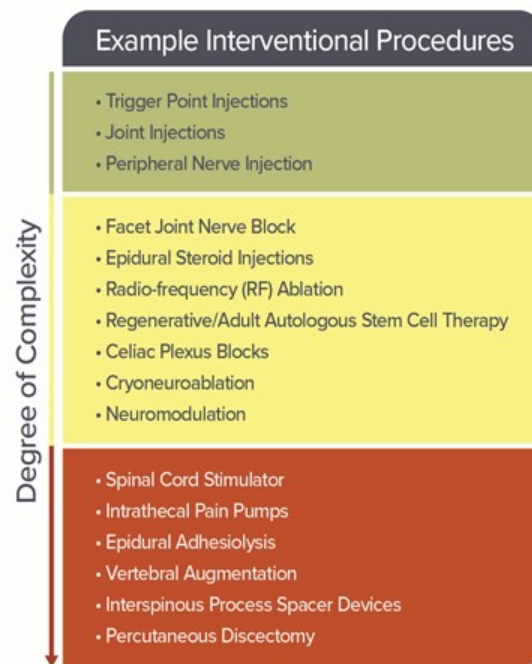 Example Interventional Procedures
• Trigger Point Injections
• Joint Injections
• Peripheral Nerve Injection
• Facet Joint Nerve Block
• Epidural Steroid Injections
• Radio-frequency (RF) Ablation
• Regenerative/Adult Autologous Stem Cell Therapy
• Celiac Plexus Blocks
• Cryoneuroablation
• Neuromodulation
• Spinal Cord Stimulator
• Intrathecal Pain Pumps
• Epidural Adhesiolysis
• Vertebral Augmentation
• Interspinous Process Spacer Devices
• Percutaneous Discectomy
Degree of Complexity